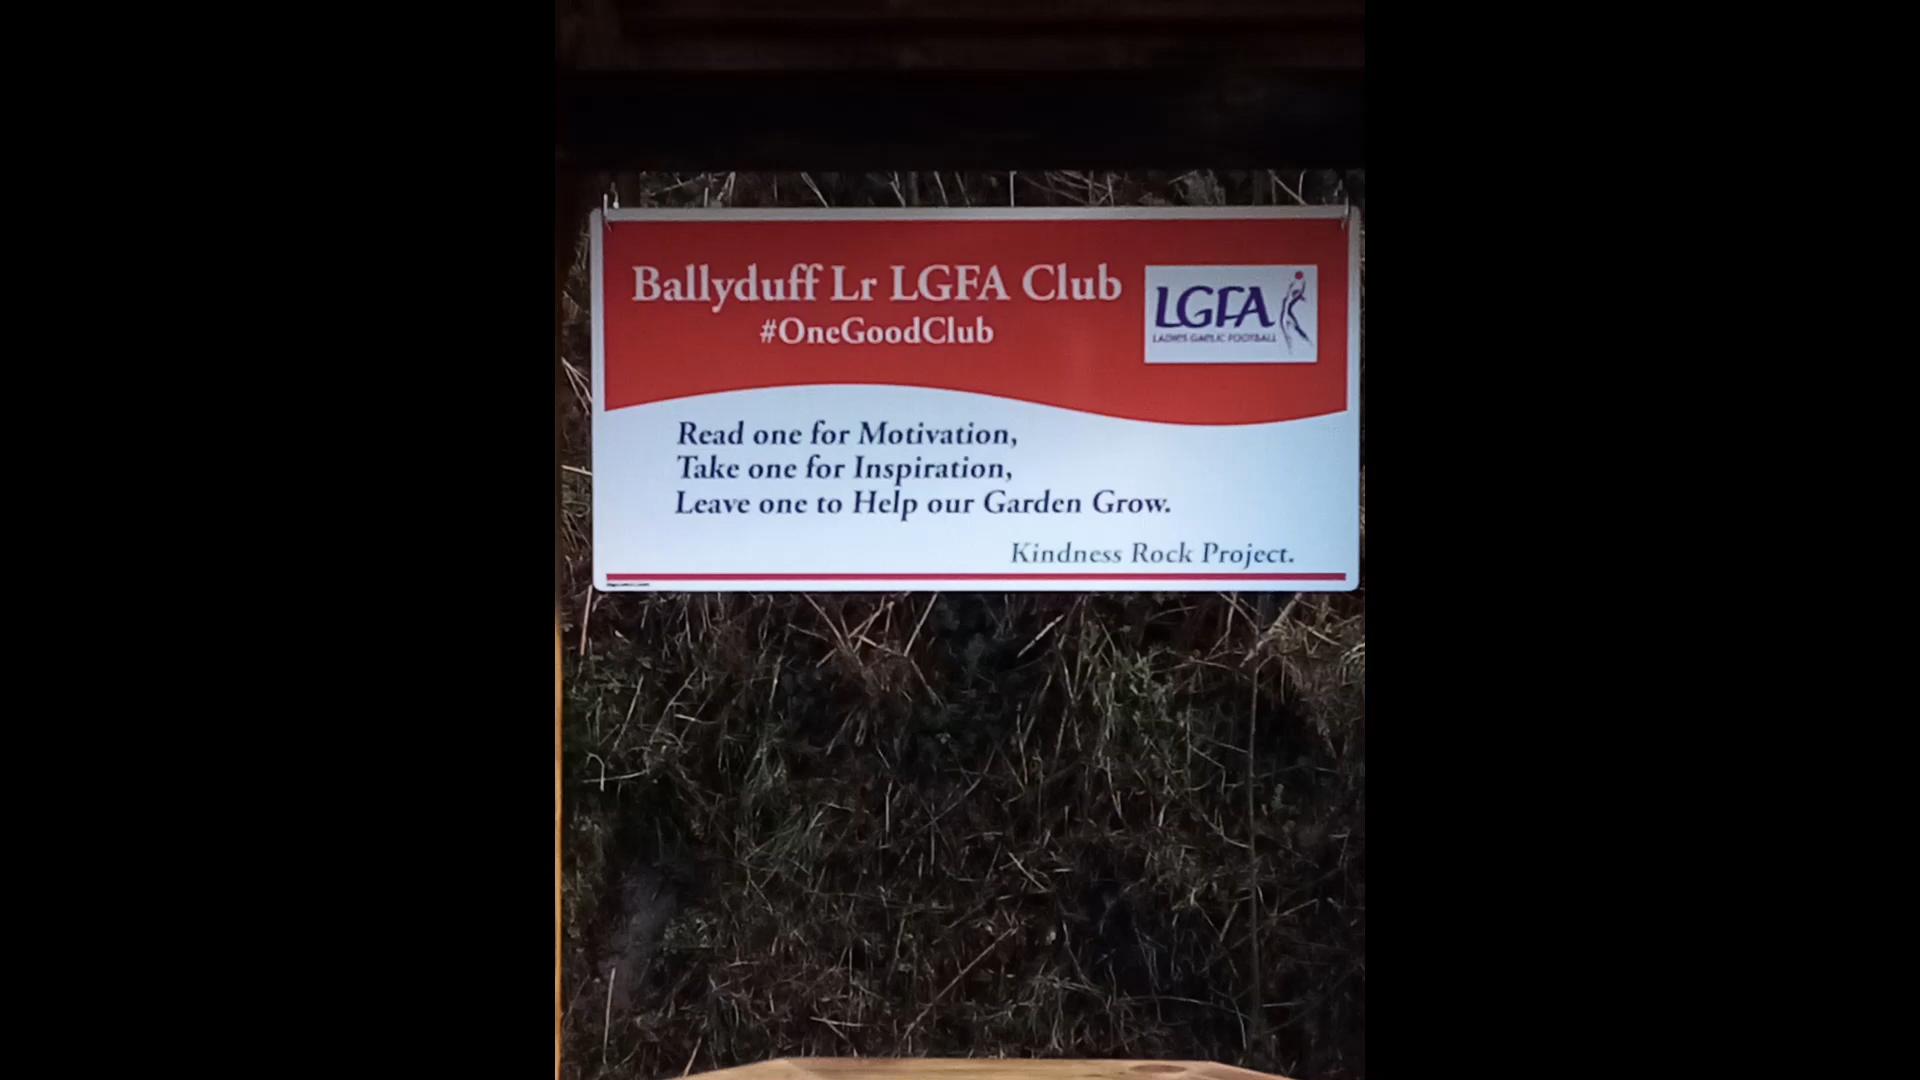 Ballyduff Lr LGFA Club
#OneGoodClub
LGFA
LADIES GAELIC FOOTBALL
Read one for Motivation,
Take one for Inspiration,
Leave one to Help our Garden Grow.
Kindness Rock Project.